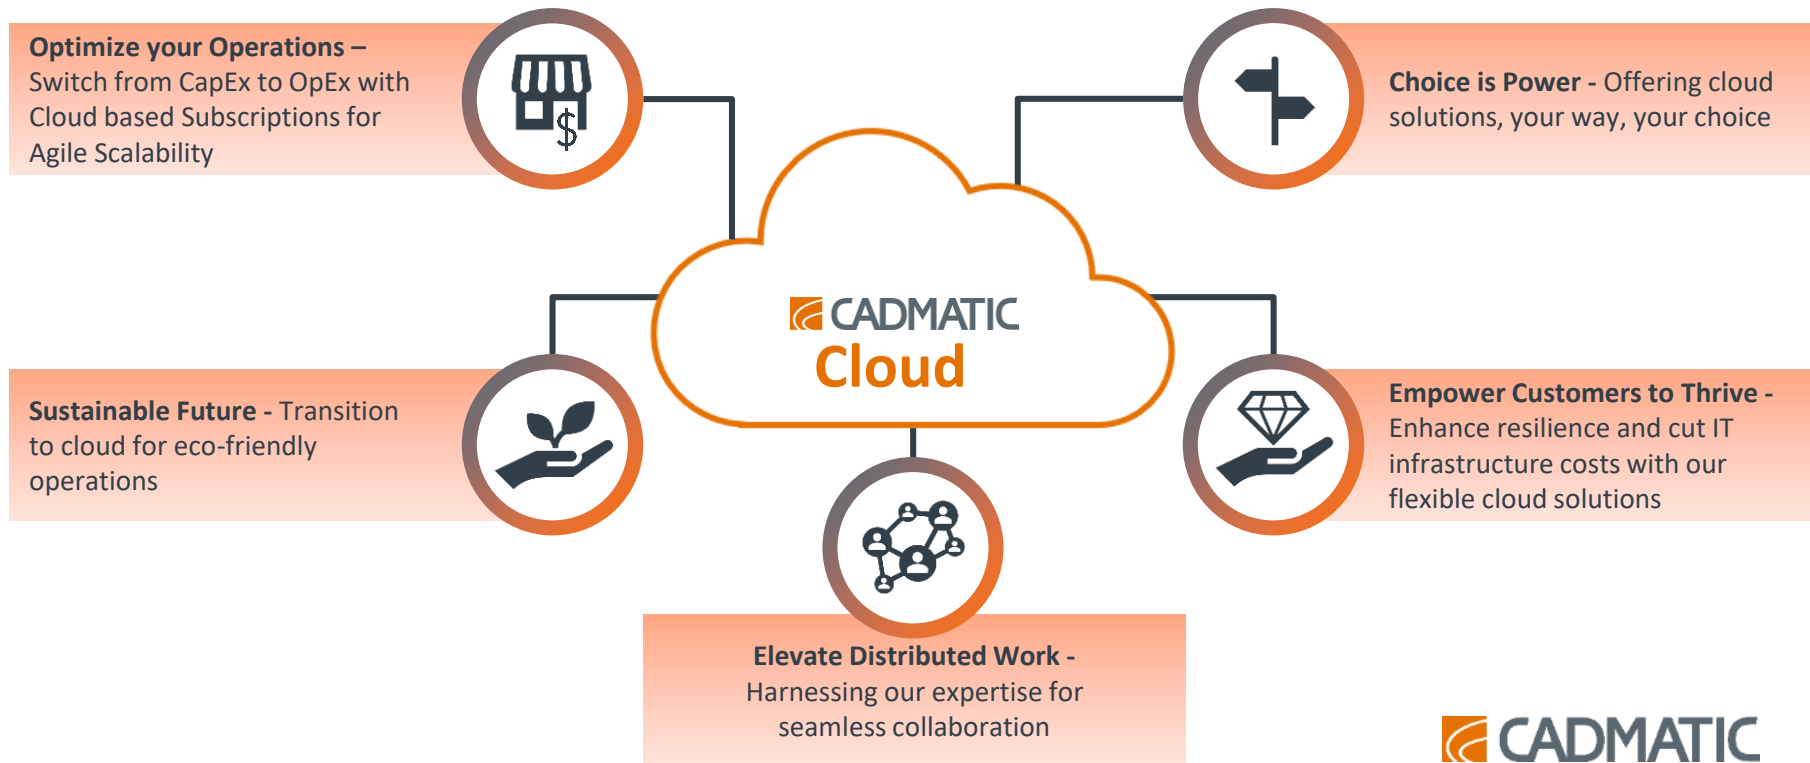 Optimize your Operations –
Switch from CapEx to OpEx with
Cloud based Subscriptions for
Agile Scalability
$
Choice is Power - Offering cloud
solutions, your way, your choice
CADMATIC
Cloud
Sustainable Future - Transition
to cloud for eco-friendly
operations
Empower Customers to Thrive -
Enhance resilience and cut IT
infrastructure costs with our
flexible cloud solutions
Elevate Distributed Work -
Harnessing our expertise for
seamless collaboration
CADMATIC